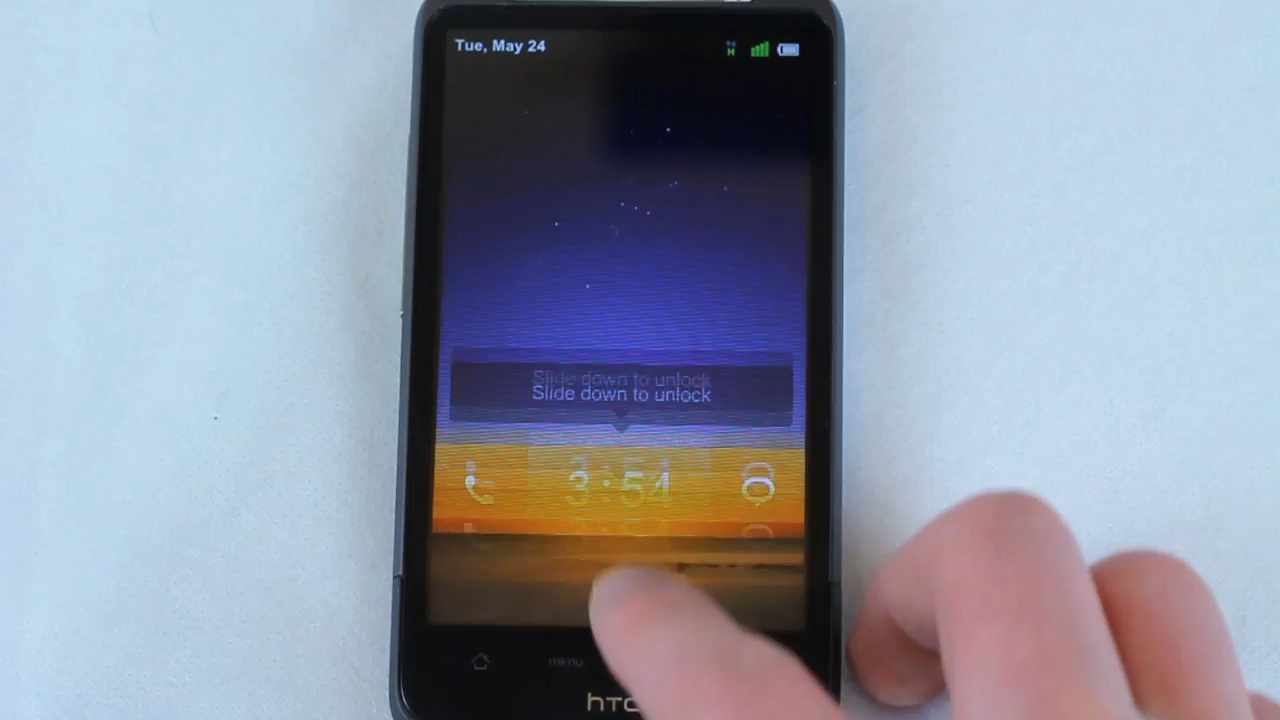 Tue, May 24
H
Slide down to unlock
Slide down to unlock
3:54
menu
htc